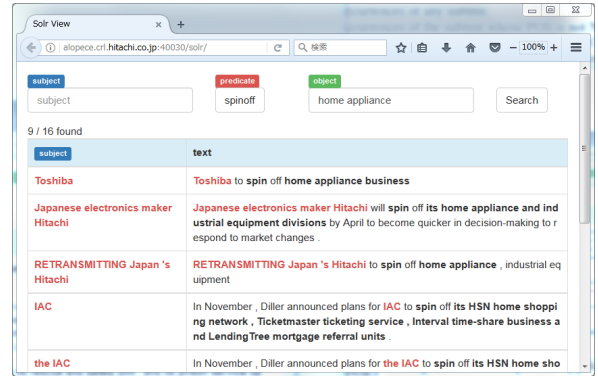 Solr View
alopece.crl.hitachi.co.jp:40030/solr/
検索
100%
subject predicate object
subject spinoff home appliance Search
9 / 16 found
subject text
Toshiba Toshiba to spin off home appliance business
Japanese electronics maker Japanese electronics maker Hitachi will spin off its home appliance and ind
Hitachi ustrial equipment divisions by April to become quicker in decision-making to r
espond to market changes .
RETRANSMITTING Japan 's RETRANSMITTING Japan 's Hitachi to spin off home appliance , industrial eq
Hitachi uipment
IAC In November , Diller announced plans for IAC to spin off its HSN home shoppi
ng network , Ticketmaster ticketing service , Interval time-share business a
nd LendingTree mortgage referral units .
the IAC In November , Diller announced plans for the IAC to spin off its HSN home sho